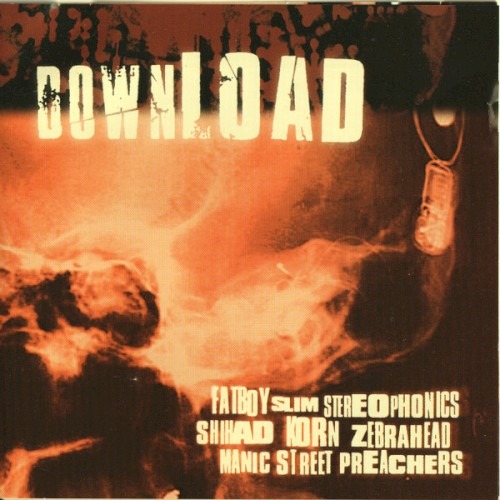 DOWNLOAD
FATBOY SLIM STEREOPHONICS
SHIHAD KORN ZEBRAHEAD
MANIC STREET PREACHERS